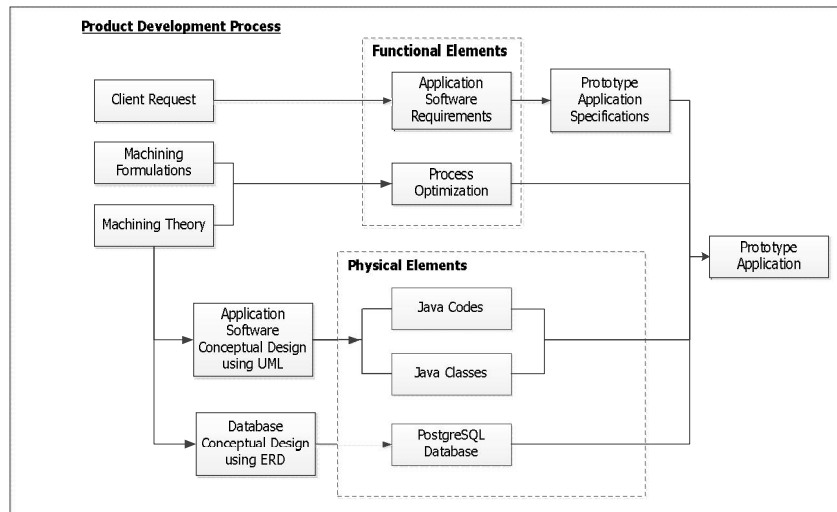 Product Development Process
Functional Elements
Client Request
Application
Software
Requirements
Prototype
Application
Specifications
Machining
Formulations
Process
Optimization
Machining Theory
Prototype
Application
Physical Elements
Application
Software
Conceptual Design
using UML
Java Codes
Java Classes
Database
Conceptual Design
using ERD
PostgreSQL
Database